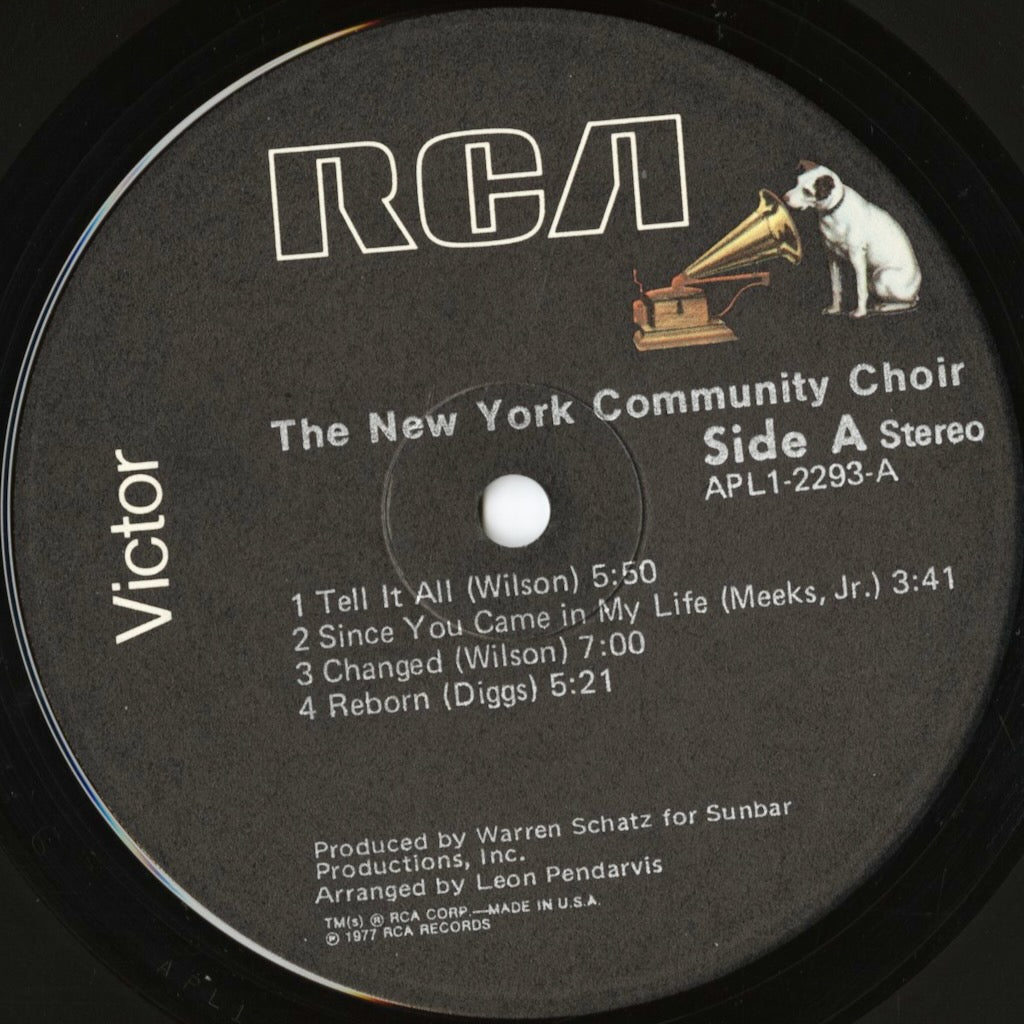 RCA
The New York Community Choir
Side A Stereo
APL1-2293-A
Victor
1 Tell It All (Wilson) 5:50
2 Since You Came in My Life (Meeks, Jr.) 3:41
3 Changed (Wilson) 7:00
4 Reborn (Diggs) 5:21
Produced by Warren Schatz for Sunbar
Productions, Inc.
Arranged by Leon Pendarvis
TM(s) ® RCA CORP.—MADE IN U.S.A.
℗ 1977 RCA RECORDS
APL1